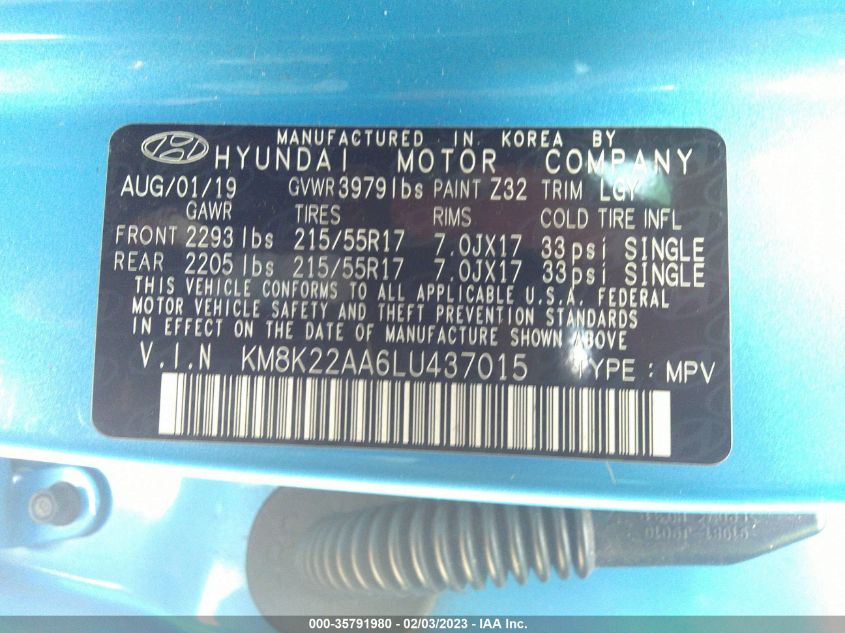 MANUFACTURED IN KOREA BY
HYUNDAI MOTOR COMPANY
AUG/01/19 GVWR 3979 lbs PAINT Z32 TRIM LGY
GAWR TIRES RIMS COLD TIRE INFL
FRONT 2293 lbs 215/55R17 7.0JX17 33psi SINGLE
REAR 2205 lbs 215/55R17 7.0JX17 33psi SINGLE
THIS VEHICLE CONFORMS TO ALL APPLICABLE U.S.A. FEDERAL
MOTOR VEHICLE SAFETY AND THEFT PREVENTION STANDARDS
IN EFFECT ON THE DATE OF MANUFACTURE SHOWN ABOVE
V.I.N KM8K22AA6LU437015 TYPE : MPV
000-35791980 - 02/03/2023 - IAA Inc.